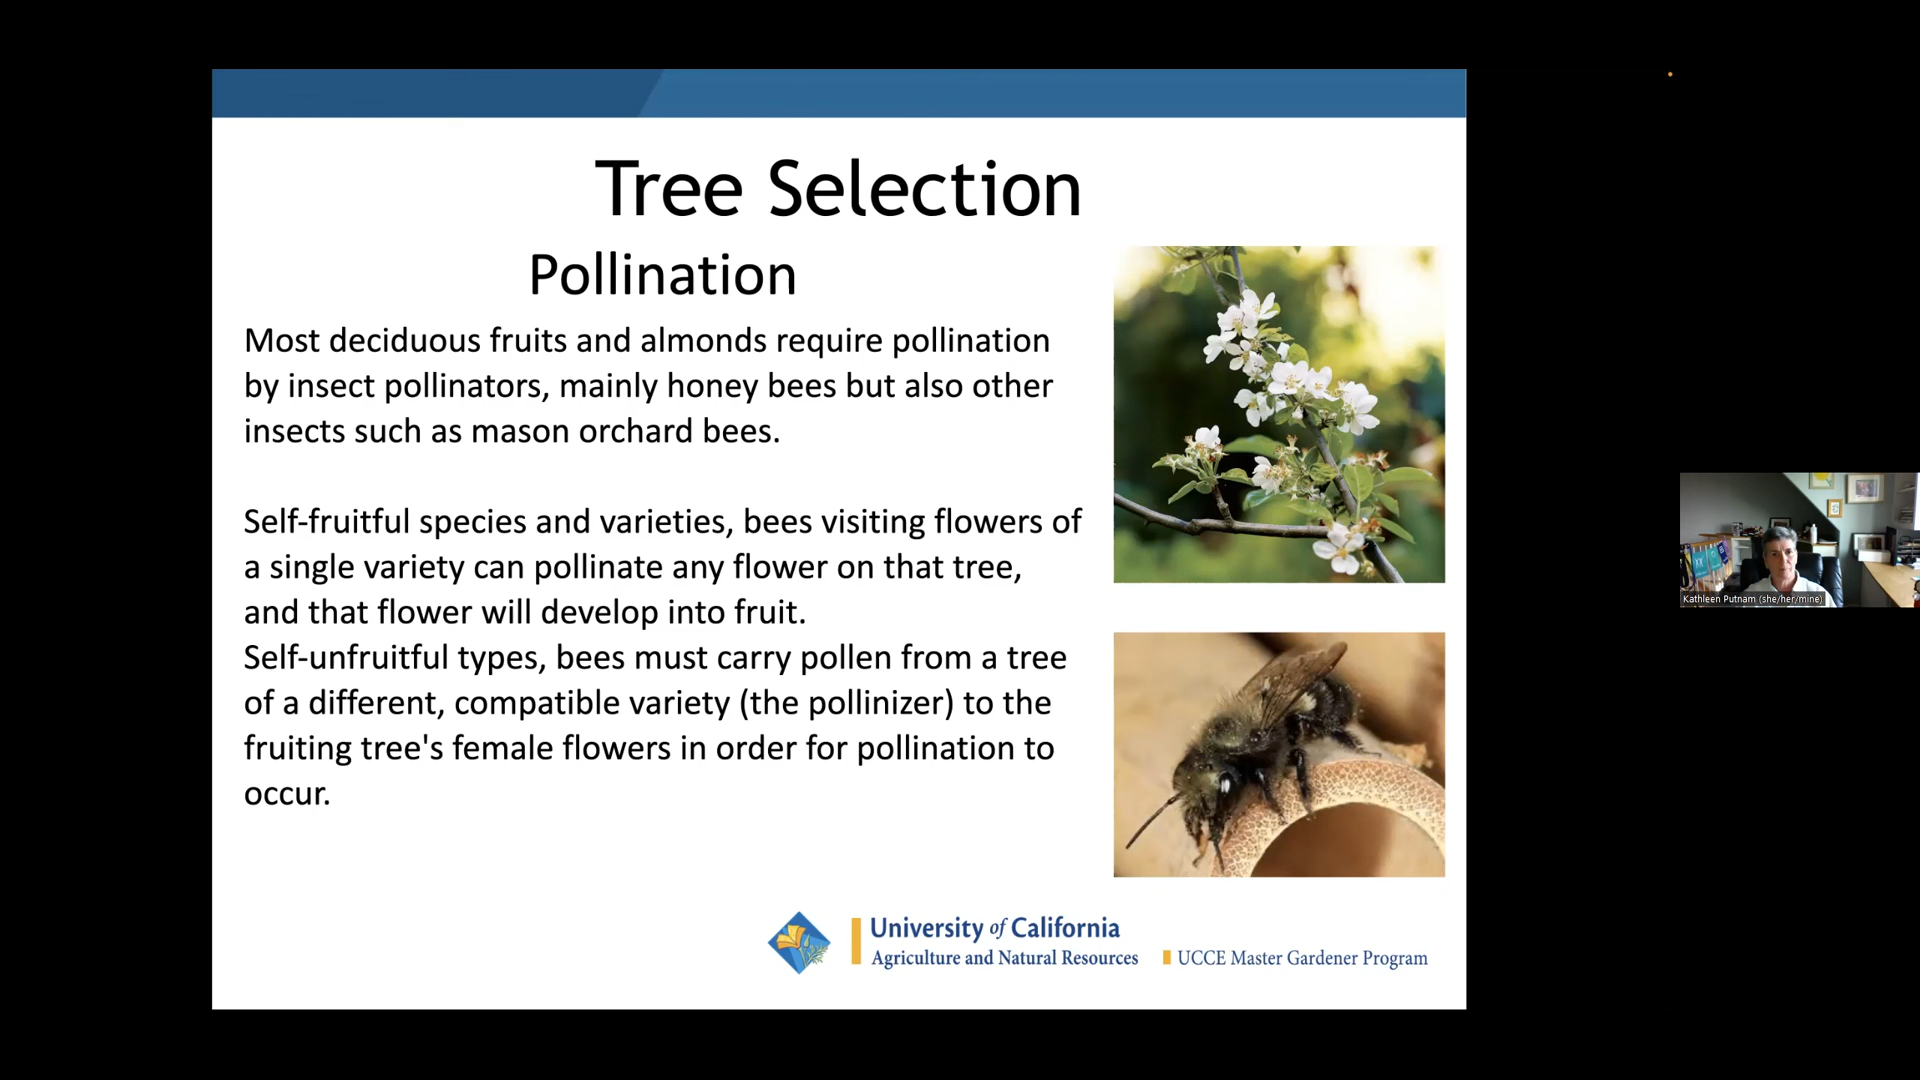 Tree Selection
Pollination
Most deciduous fruits and almonds require pollination
by insect pollinators, mainly honey bees but also other
insects such as mason orchard bees.
Self-fruitful species and varieties, bees visiting flowers of
a single variety can pollinate any flower on that tree,
and that flower will develop into fruit.
Self-unfruitful types, bees must carry pollen from a tree
of a different, compatible variety (the pollinizer) to the
fruiting tree's female flowers in order for pollination to
occur.
University of California
Agriculture and Natural Resources
UCCE Master Gardener Program
Kathleen Putnam (she/her/mine)